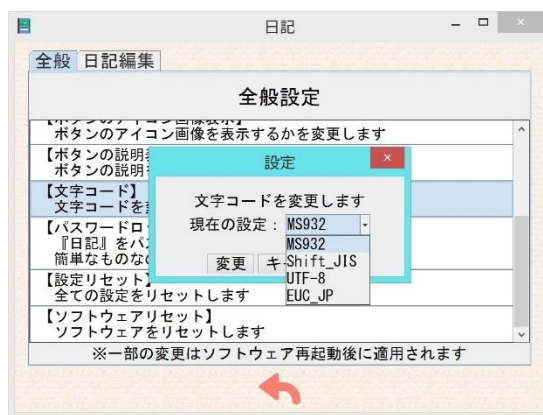 日記
全般 日記編集
全般設定
ボタンのアイコン画像を表示するかを変更します
【ボタンの説明
ボタンの説明
【文字コード】
文字コードを
【パスワードロ
『日記』をパ
簡単なものな
【設定リセット】
全ての設定をリセットします
【ソフトウェアリセット】
ソフトウェアをリセットします
※一部の変更はソフトウェア再起動後に適用されます
設定
文字コードを変更します
現在の設定：MS932
変更 キ
MS932
Shift_JIS
UTF-8
EUC_JP